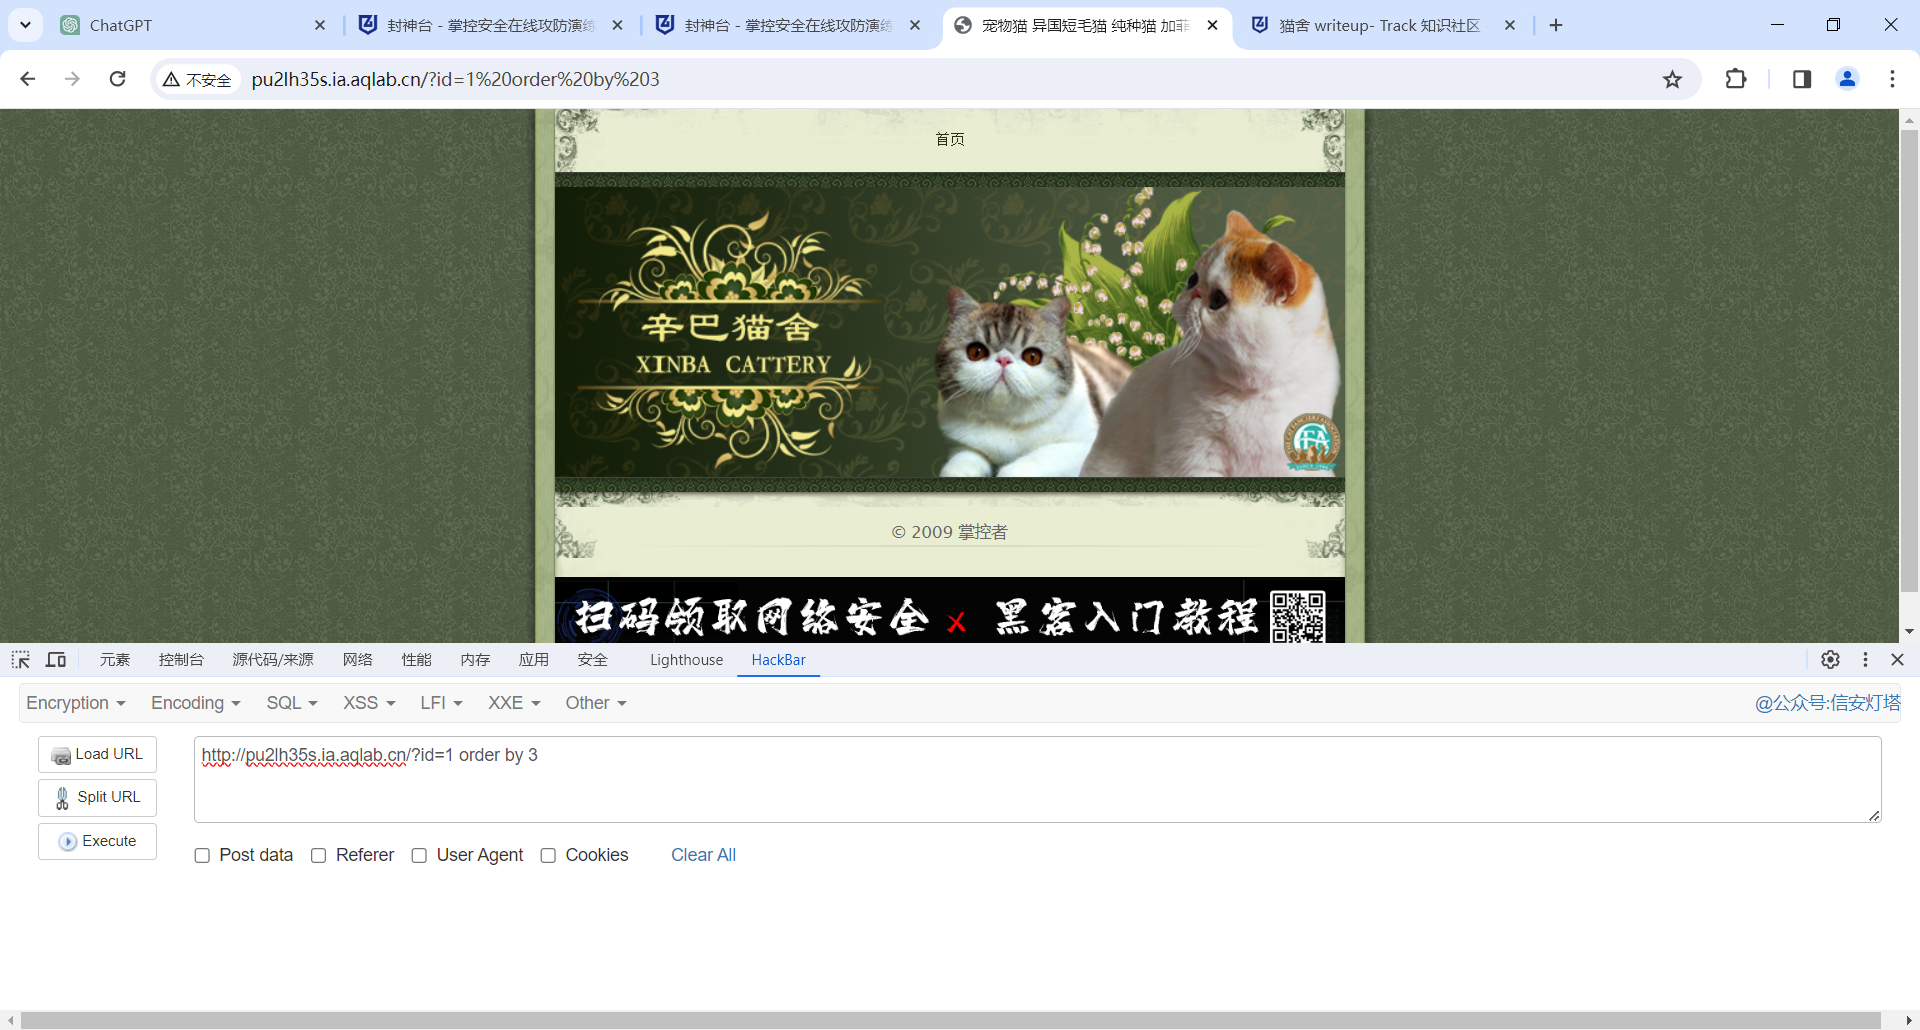 ChatGPT
封神台 - 掌控安全在线攻防演练
封神台 - 掌控安全在线攻防演练
宠物猫 异国短毛猫 纯种猫 加菲
猫舍 writeup- Track 知识社区
不安全
pu2lh35s.ia.aqlab.cn/?id=1%20order%20by%203
首页
辛巴猫舍
XINBA CATTERY
© 2009 掌控者
扫码领取网络安全 x 黑客入门教程
元素 控制台 源代码/来源 网络 性能 内存 应用 安全 Lighthouse HackBar
Encryption Encoding SQL XSS LFI XXE Other
@公众号:信安灯塔
Load URL
http://pu2lh35s.ia.aqlab.cn/?id=1 order by 3
Split URL
Execute
Post data Referer User Agent Cookies Clear All